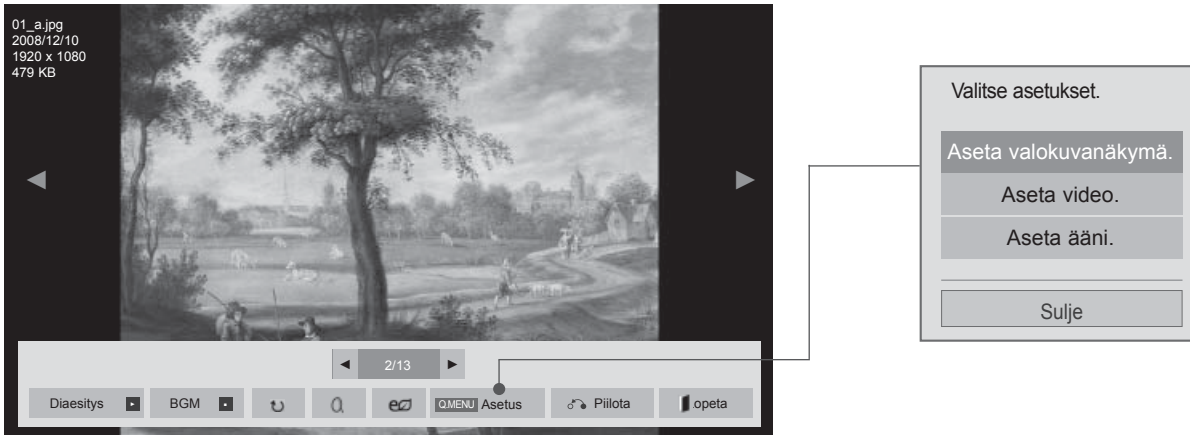 01_a.jpg
2008/12/10
1920 x 1080
479 KB
2/13
Diaesitys
BGM
Q.MENU Asetus
Piilota
.opeta
Valitse asetukset.
Aseta valokuvanäkymä.
Aseta video.
Aseta ääni.
Sulje